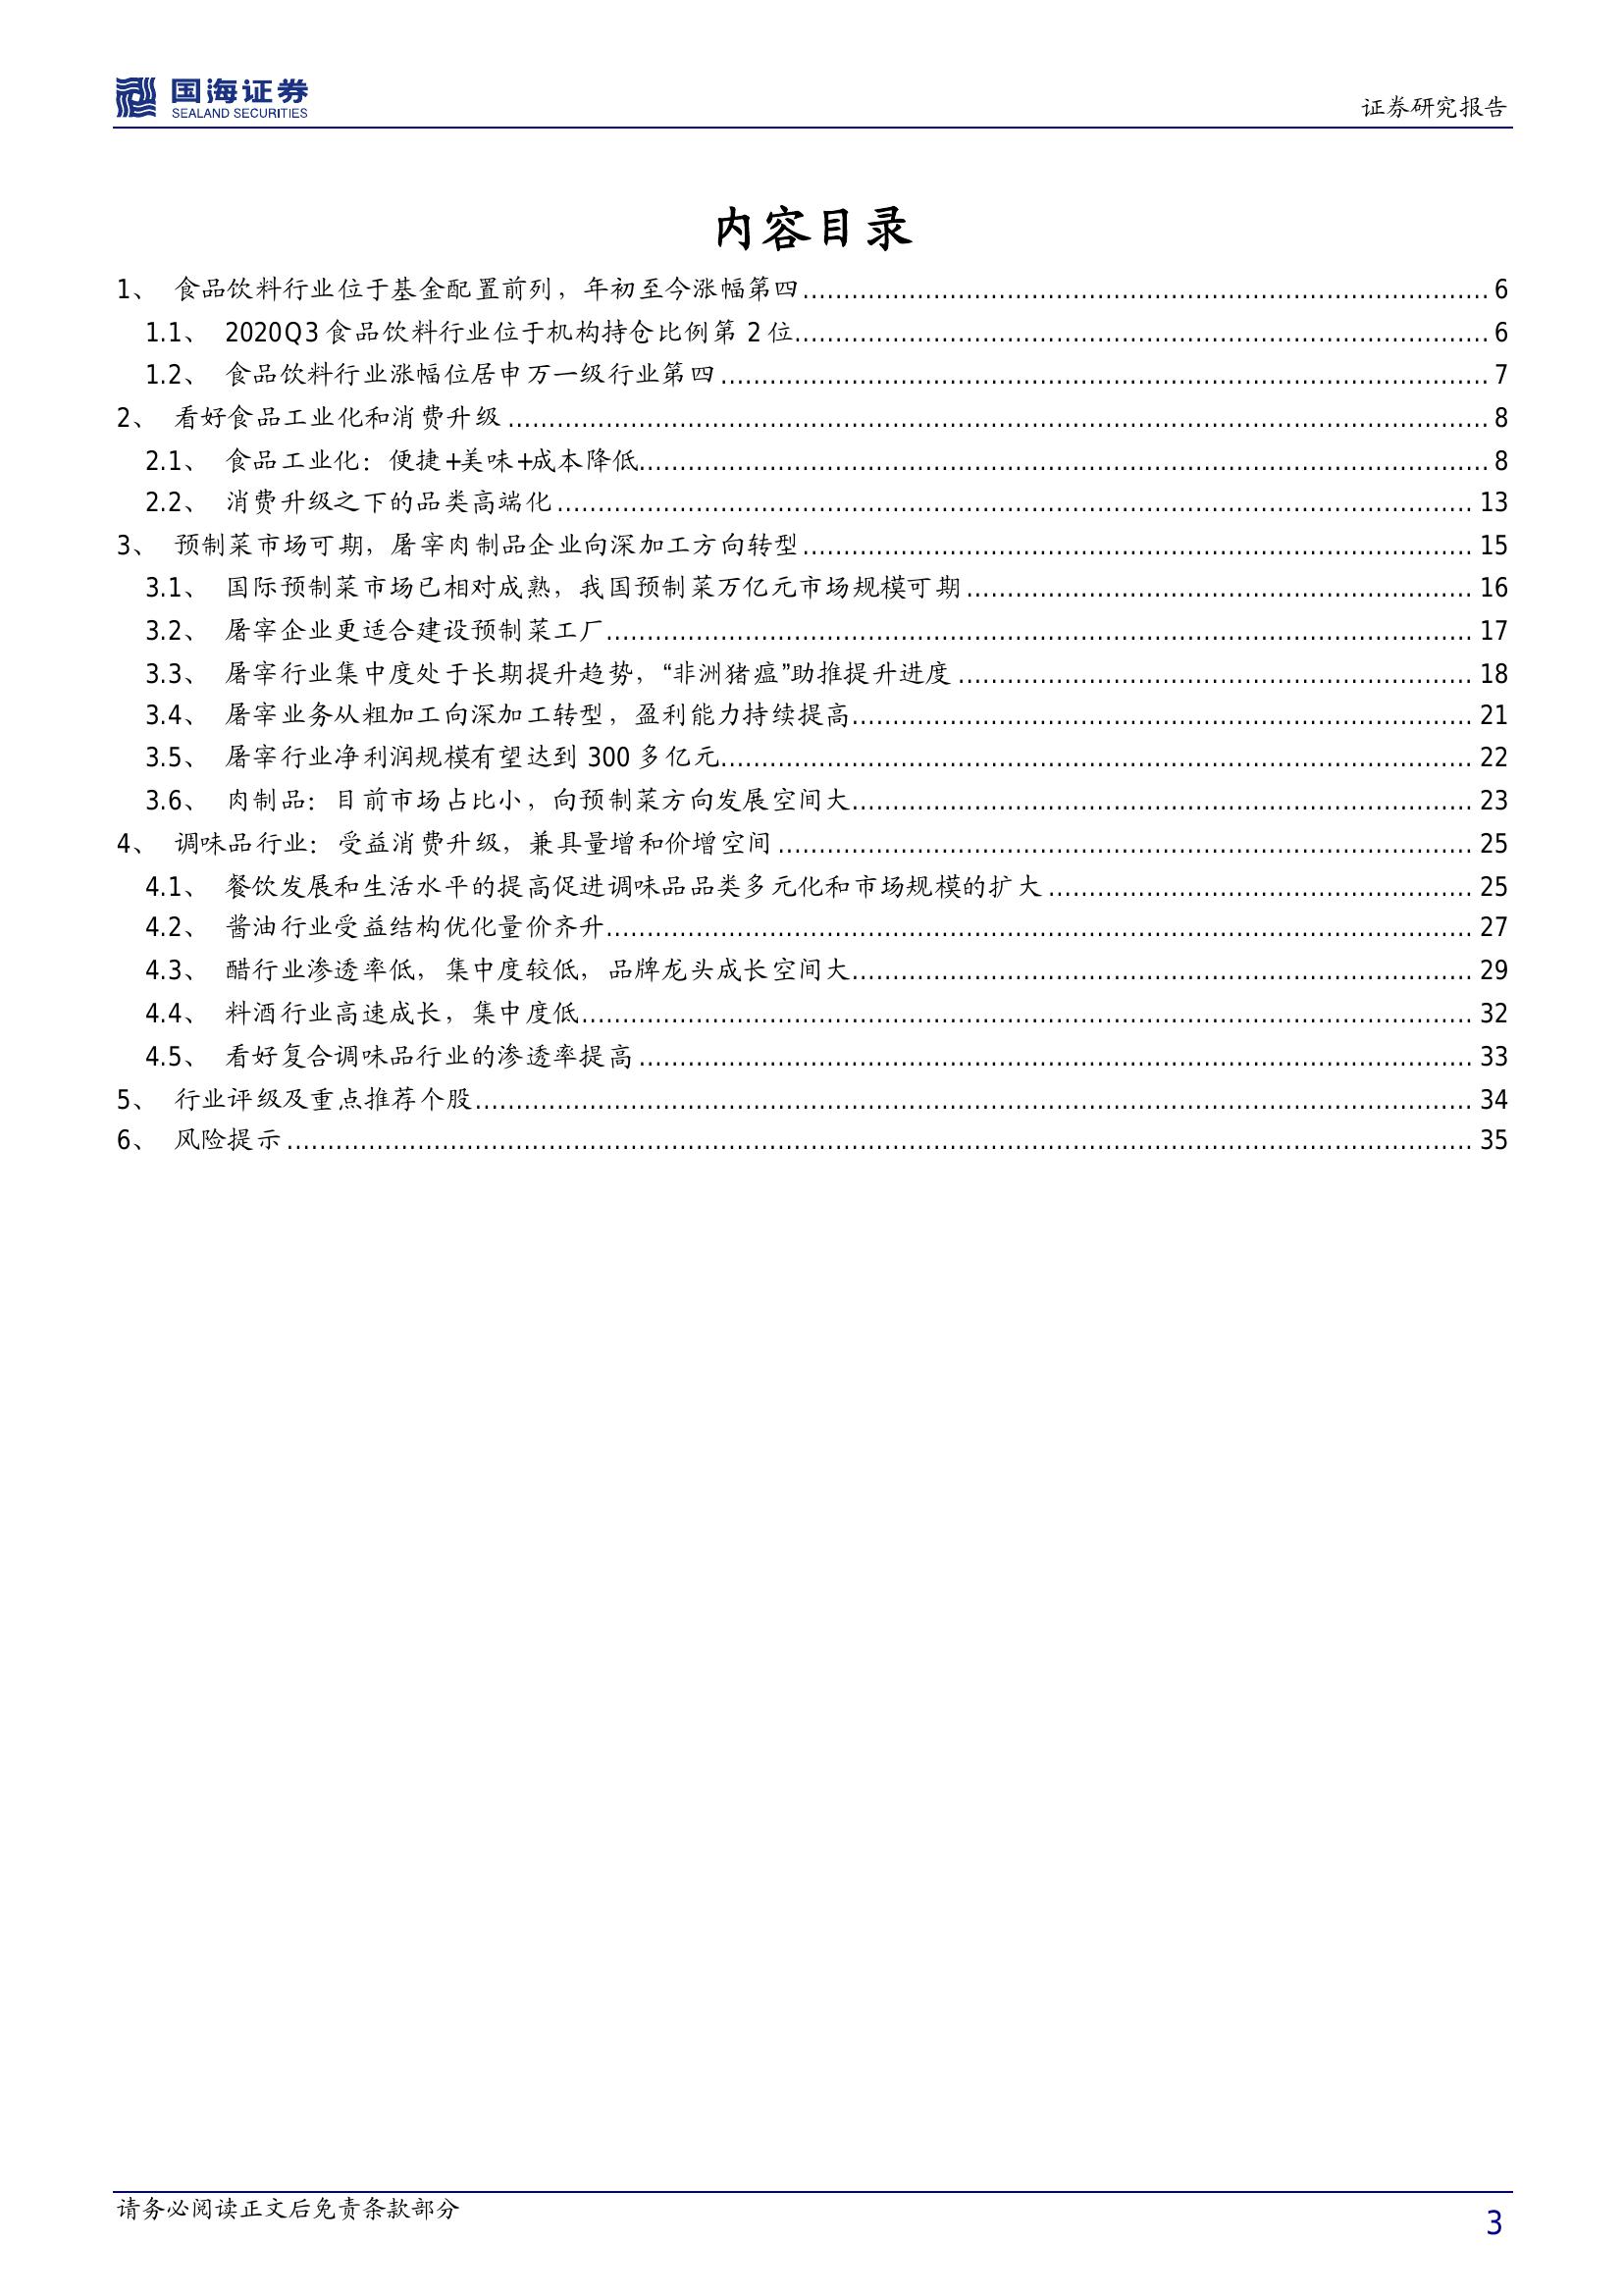 国海证券
SEALAND SECURITIES
证券研究报告
内容目录
1、 食品饮料行业位于基金配置前列，年初至今涨幅第四 6
1.1、 2020Q3 食品饮料行业位于机构持仓比例第 2 位 6
1.2、 食品饮料行业涨幅位居申万一级行业第四 7
2、 看好食品工业化和消费升级 8
2.1、 食品工业化：便捷+美味+成本降低 8
2.2、 消费升级之下的品类高端化 13
3、 预制菜市场可期，屠宰肉制品企业向深加工方向转型 15
3.1、 国际预制菜市场已相对成熟，我国预制菜万亿元市场规模可期 16
3.2、 屠宰企业更适合建设预制菜工厂 17
3.3、 屠宰行业集中度处于长期提升趋势，“非洲猪瘟”助推提升进度 18
3.4、 屠宰业务从粗加工向深加工转型，盈利能力持续提高 21
3.5、 屠宰行业净利润规模有望达到 300 多亿元 22
3.6、 肉制品：目前市场占比小，向预制菜方向发展空间大 23
4、 调味品行业：受益消费升级，兼具量增和价增空间 25
4.1、 餐饮发展和生活水平的提高促进调味品品类多元化和市场规模的扩大 25
4.2、 酱油行业受益结构优化量价齐升 27
4.3、 醋行业渗透率低，集中度较低，品牌龙头成长空间大 29
4.4、 料酒行业高速成长，集中度低 32
4.5、 看好复合调味品行业的渗透率提高 33
5、 行业评级及重点推荐个股 34
6、 风险提示 35
请务必阅读正文后免责条款部分
3